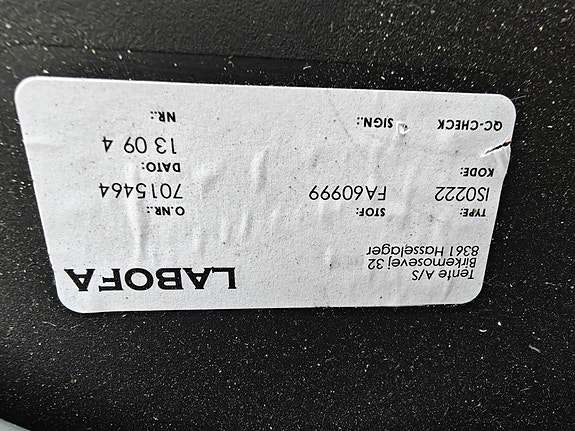 Tente A/S
Birkemosevej 32
8361 Hasselager
LABOFA
TYPE: STOF: O.NR.:
IS0222 FA60999 7015464
KODE: DATO:
13 09 4
QC-CHECK SIGN.: NR.: